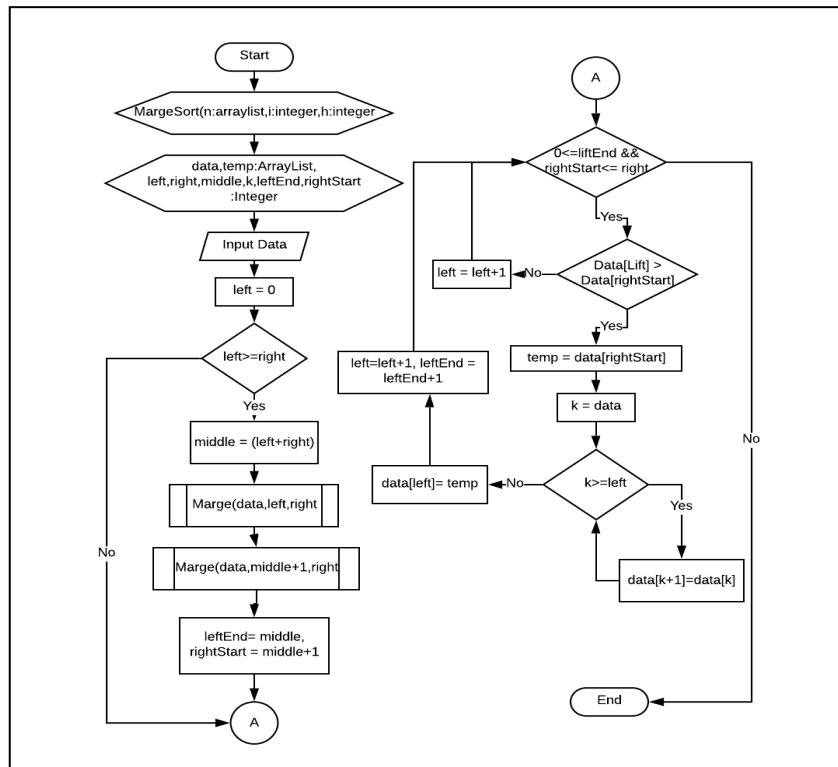 Start
MargeSort(n:arraylist,i:integer,h:integer
data,temp:ArrayList,
left,right,middle,k,leftEnd,rightStart
:Integer
Input Data
left = 0
left>=right
Yes
middle = (left+right)
Marge(data,left,right
Marge(data,middle+1,right
No
leftEnd= middle,
rightStart = middle+1
A
A
0<=liftEnd &&
rightStart<= right
Yes
Data[Lift] >
Data[rightStart]
No
left = left+1
Yes
temp = data[rightStart]
left=left+1, leftEnd =
leftEnd+1
k = data
No
k>=left
No
data[left]= temp
Yes
data[k+1]=data[k]
End